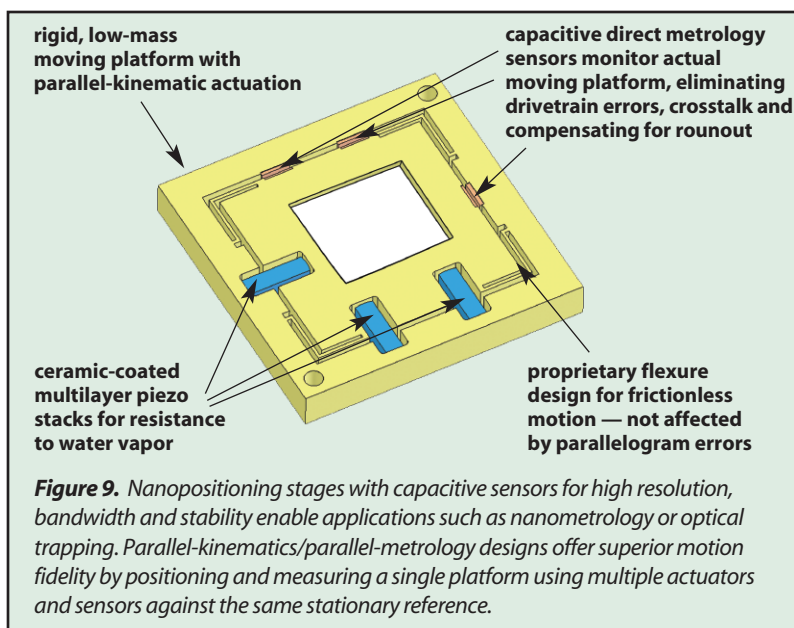 rigid, low-mass
moving platform with
parallel-kinematic actuation
capacitive direct metrology
sensors monitor actual
moving platform, eliminating
drivetrain errors, crosstalk and
compensating for rounout
ceramic-coated
multilayer piezo
stacks for resistance
to water vapor
proprietary flexure
design for frictionless
motion — not affected
by parallelogram errors
Figure 9. Nanopositioning stages with capacitive sensors for high resolution,
bandwidth and stability enable applications such as nanometrology or optical
trapping. Parallel-kinematics/parallel-metrology designs offer superior motion
fidelity by positioning and measuring a single platform using multiple actuators
and sensors against the same stationary reference.